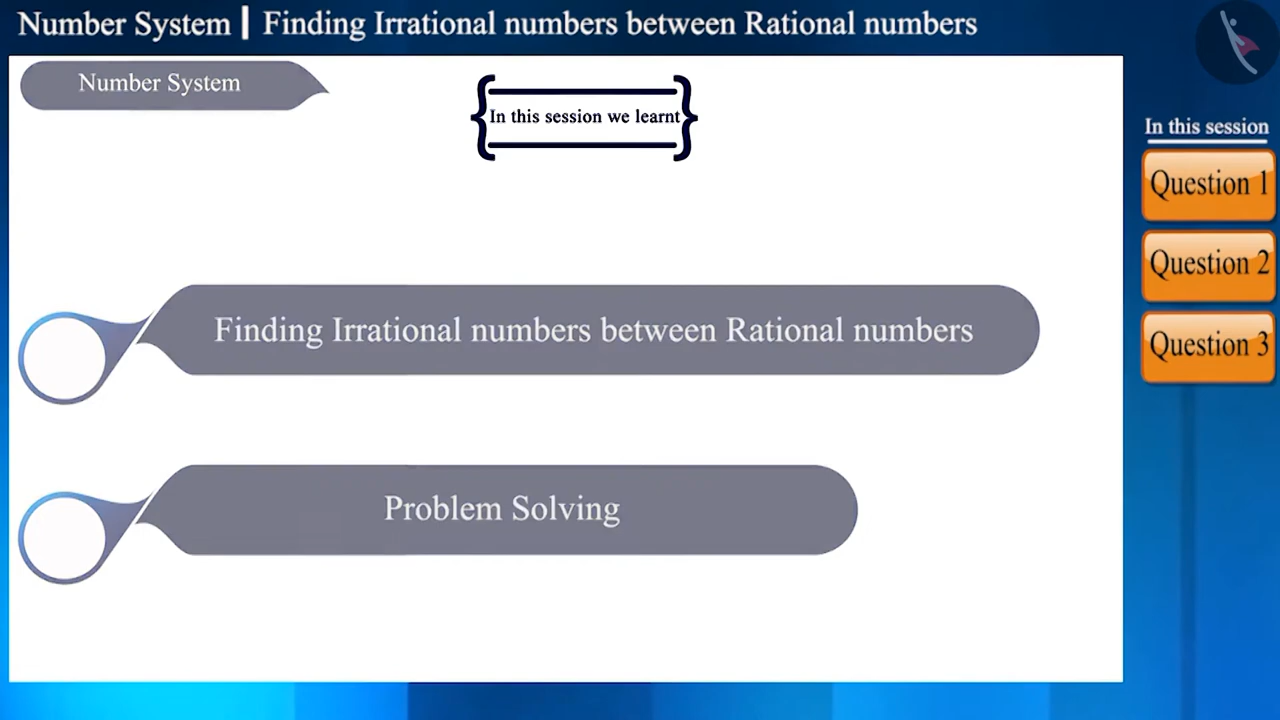 Number System | Finding Irrational numbers between Rational numbers
Number System
In this session we learnt
In this session
Question 1
Question 2
Question 3
Finding Irrational numbers between Rational numbers
Problem Solving